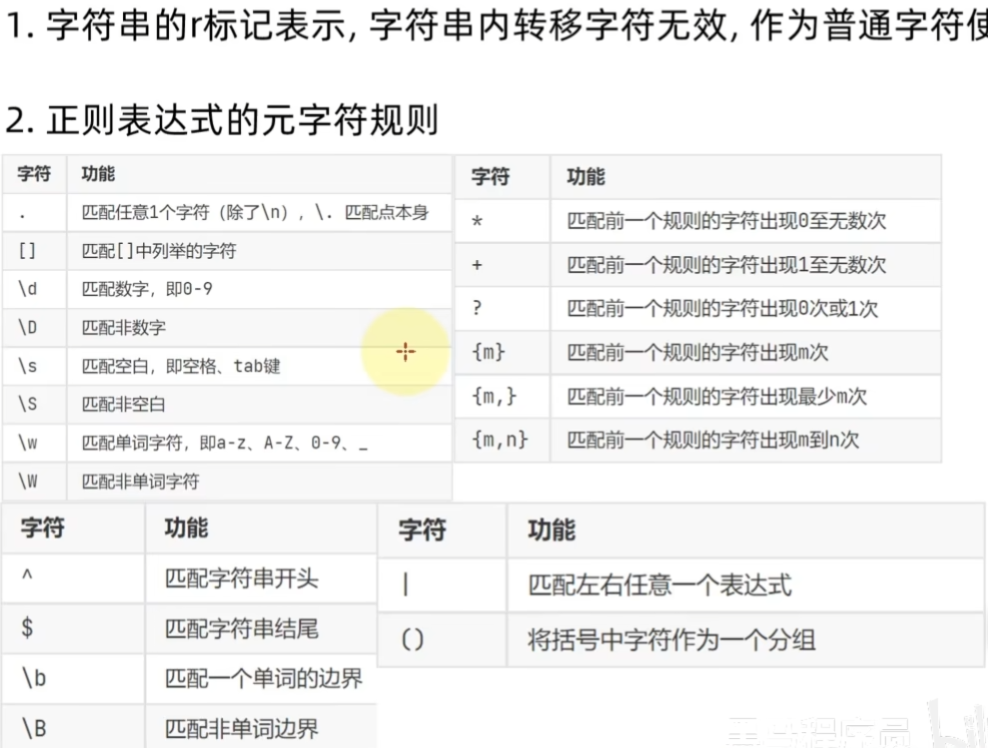 1. 字符串的r标记表示, 字符串内转移字符无效, 作为普通字符使
2. 正则表达式的元字符规则
字符 功能
. 匹配任意1个字符（除了\n）, \. 匹配点本身
[] 匹配[]中列举的字符
\d 匹配数字，即0-9
\D 匹配非数字
\s 匹配空白，即空格、tab键
\S 匹配非空白
\w 匹配单词字符，即a-z、A-Z、0-9、_
\W 匹配非单词字符
字符 功能
* 匹配前一个规则的字符出现0至无数次
+ 匹配前一个规则的字符出现1至无数次
? 匹配前一个规则的字符出现0次或1次
{m} 匹配前一个规则的字符出现m次
{m,} 匹配前一个规则的字符出现最少m次
{m,n} 匹配前一个规则的字符出现m到n次
字符 功能
^ 匹配字符串开头
$ 匹配字符串结尾
\b 匹配一个单词的边界
\B 匹配非单词边界
字符 功能
| 匹配左右任意一个表达式
() 将括号中字符作为一个分组